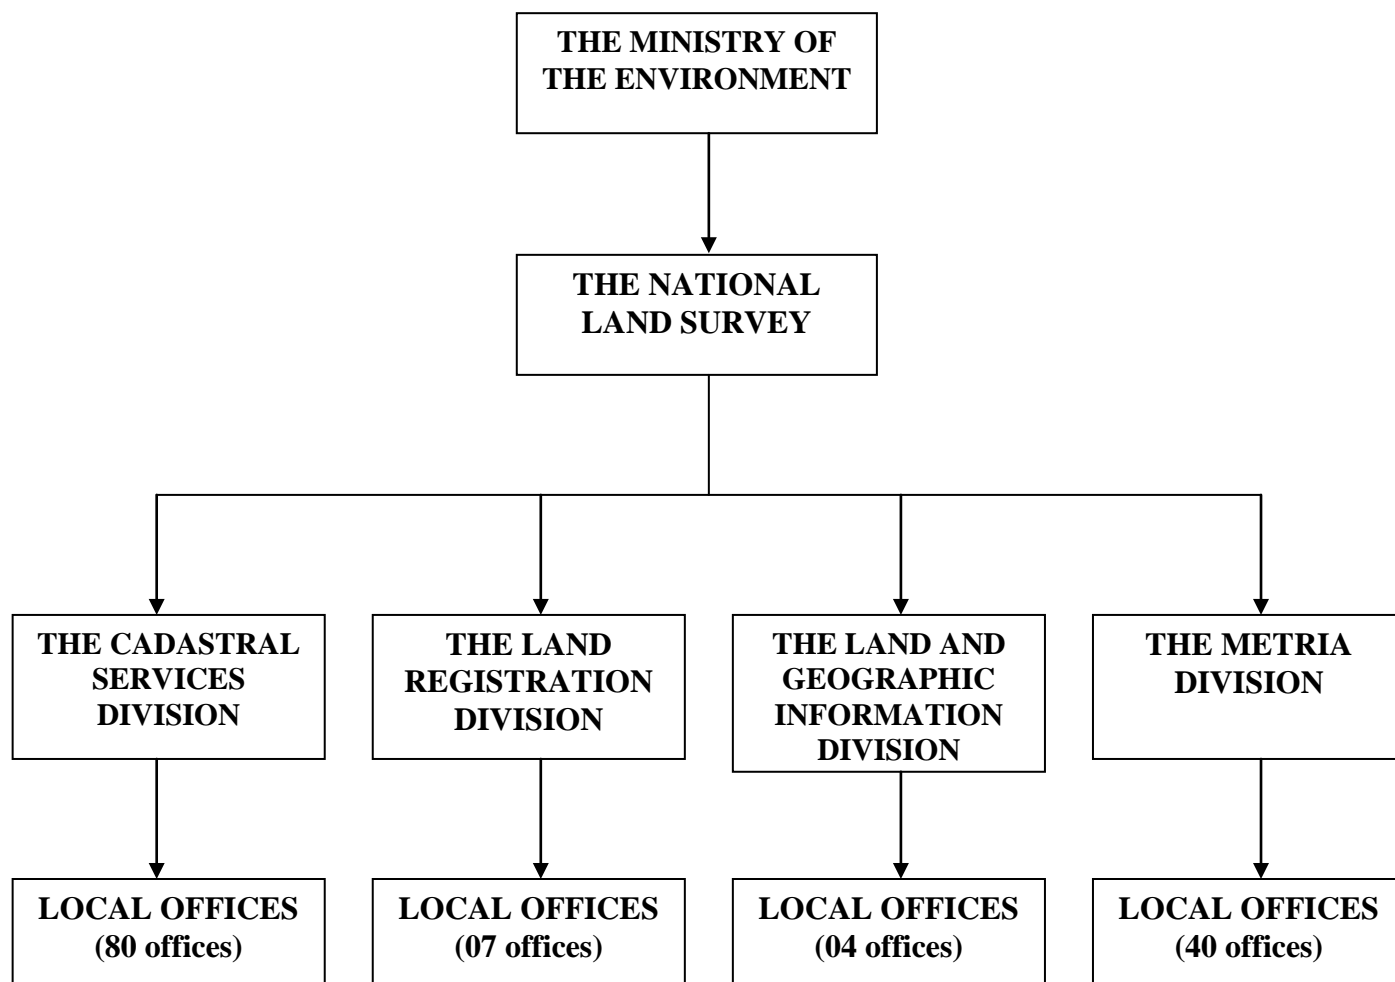 THE MINISTRY OF
THE ENVIRONMENT
THE NATIONAL
LAND SURVEY
THE CADASTRAL
SERVICES
DIVISION
THE LAND
REGISTRATION
DIVISION
THE LAND AND
GEOGRAPHIC
INFORMATION
DIVISION
THE METRIA
DIVISION
LOCAL OFFICES
(80 offices)
LOCAL OFFICES
(07 offices)
LOCAL OFFICES
(04 offices)
LOCAL OFFICES
(40 offices)